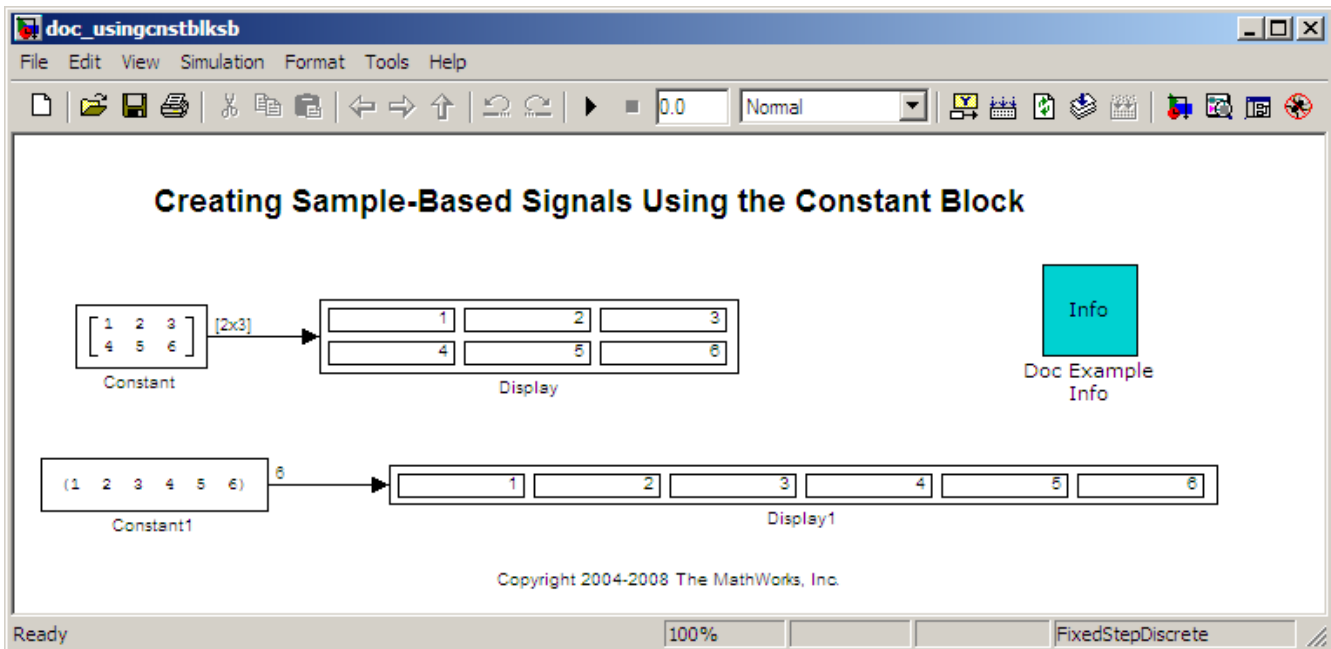 doc_usingcnstblksb
File Edit View Simulation Format Tools Help
0.0 Normal
Creating Sample-Based Signals Using the Constant Block
1 2 3
4 5 6
[2x3]
1 2 3
4 5 6
Constant
Display
Info
Doc Example
Info
(1 2 3 4 5 6)
6
1 2 3 4 5 6
Constant1
Display1
Copyright 2004-2008 The MathWorks, Inc.
Ready 100% FixedStepDiscrete